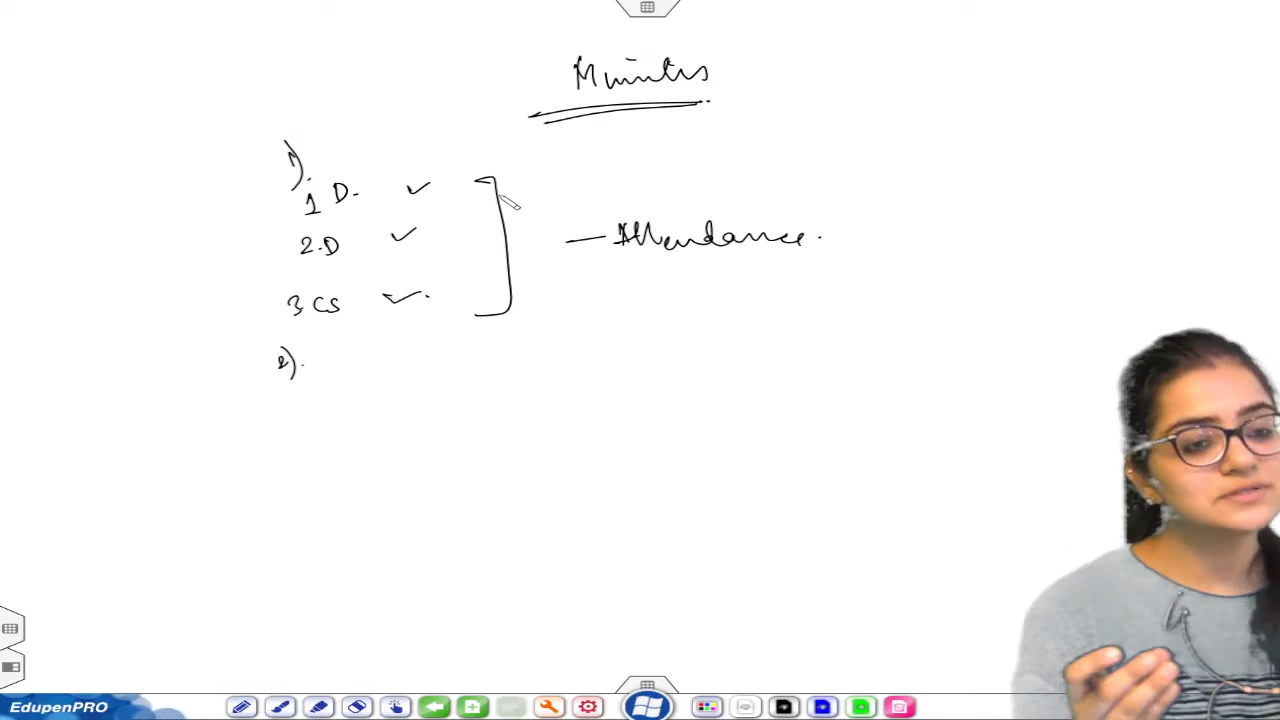 Minutes
1).
1 D. ✓
2.D ✓
3 CS ✓.
— Attendance.
2).
EdupenPRO